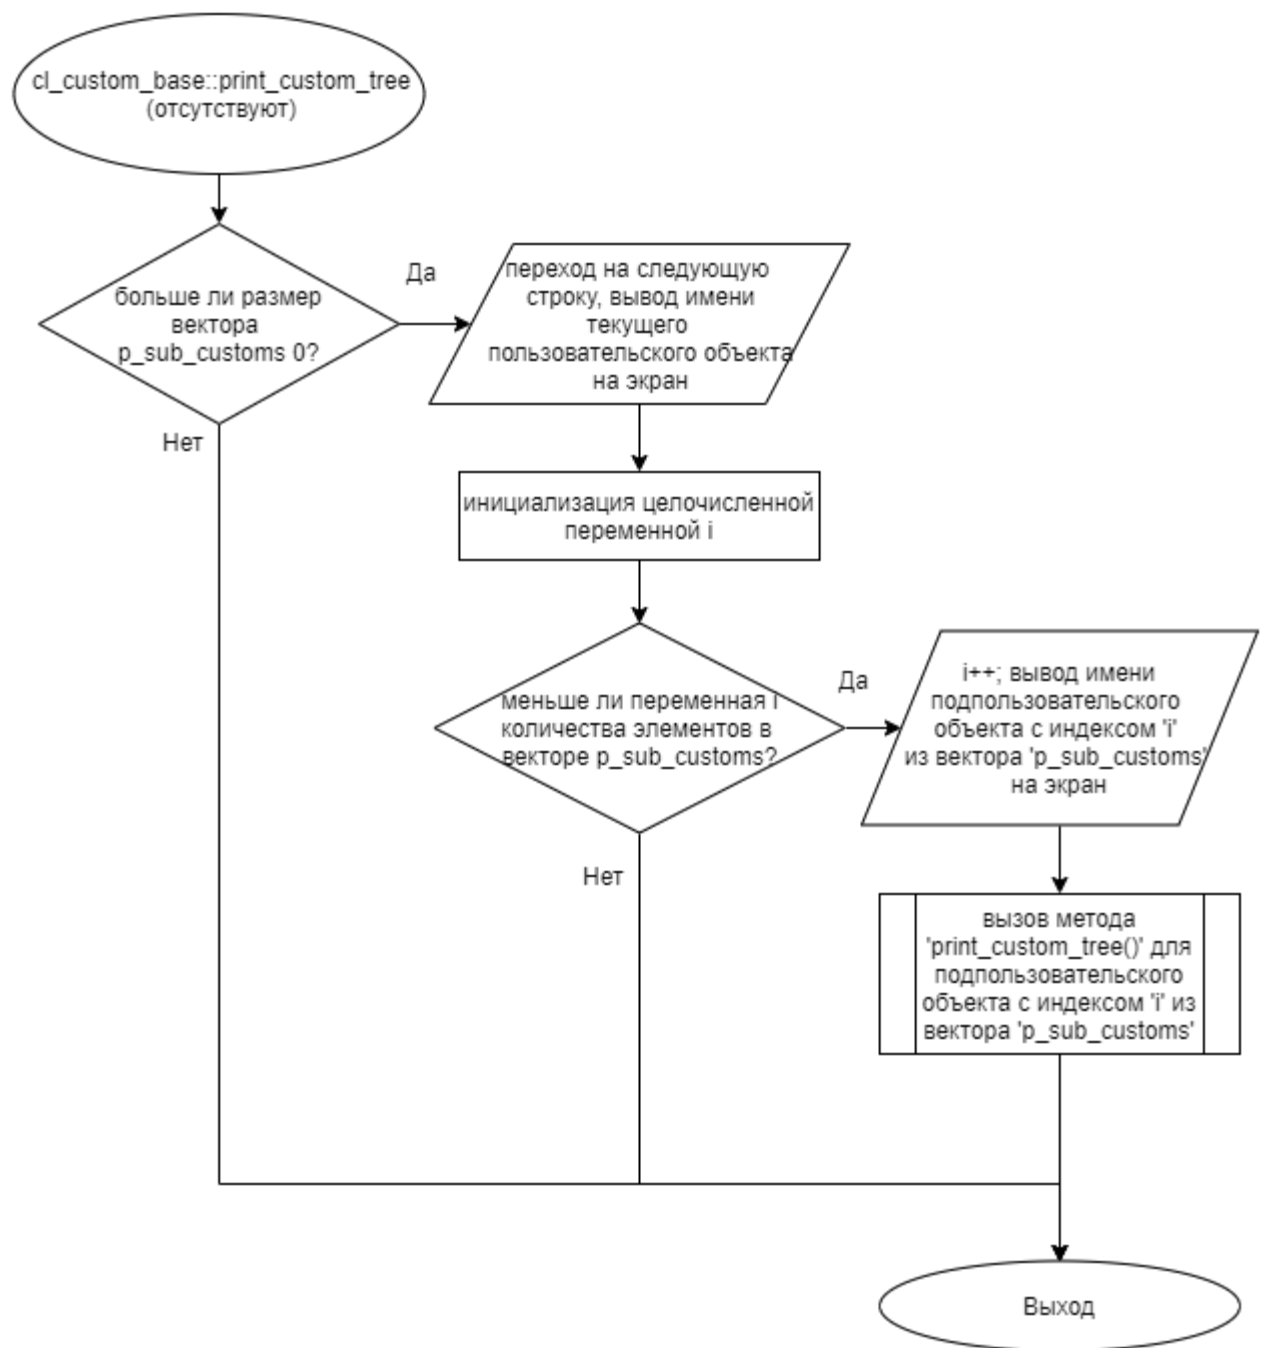 cl_custom_base::print_custom_tree
(отсутствуют)
больше ли размер
вектора
p_sub_customs 0?
Да
переход на следующую
строку, вывод имени
текущего
пользовательского объекта
на экран
Нет
инициализация целочисленной
переменной i
меньше ли переменная i
количества элементов в
векторе p_sub_customs?
Да
i++; вывод имени
подпользовательского
объекта с индексом 'i'
из вектора 'p_sub_customs'
на экран
Нет
вызов метода
'print_custom_tree()' для
подпользовательского
объекта с индексом 'i' из
вектора 'p_sub_customs'
Выход